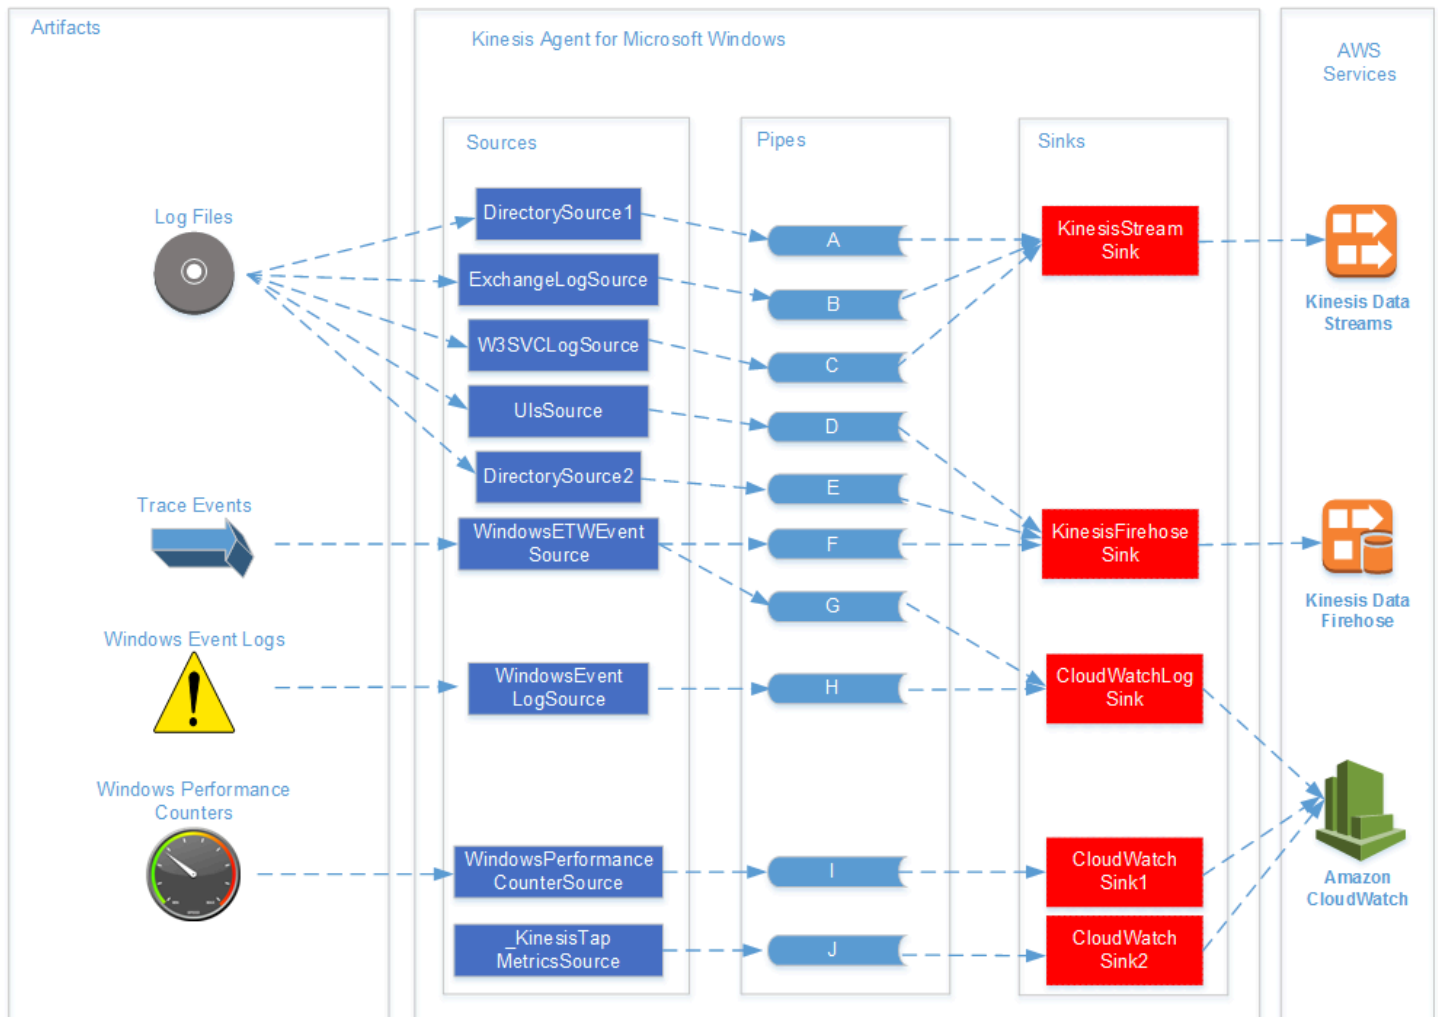 Artifacts
Kinesis Agent for Microsoft Windows
AWS
Services
Sources
Pipes
Sinks
Log Files
DirectorySource1
A
KinesisStream
Sink
ExchangeLogSource
B
Kinesis Data
Streams
W3SVCLogSource
C
UlsSource
D
DirectorySource2
E
Trace Events
WindowsETWEvent
Source
F
KinesisFirehose
Sink
G
Kinesis Data
Firehose
Windows Event Logs
WindowsEvent
LogSource
H
CloudWatchLog
Sink
Windows Performance
Counters
WindowsPerformance
CounterSource
I
CloudWatch
Sink1
Amazon
CloudWatch
_KinesisTap
MetricsSource
J
CloudWatch
Sink2